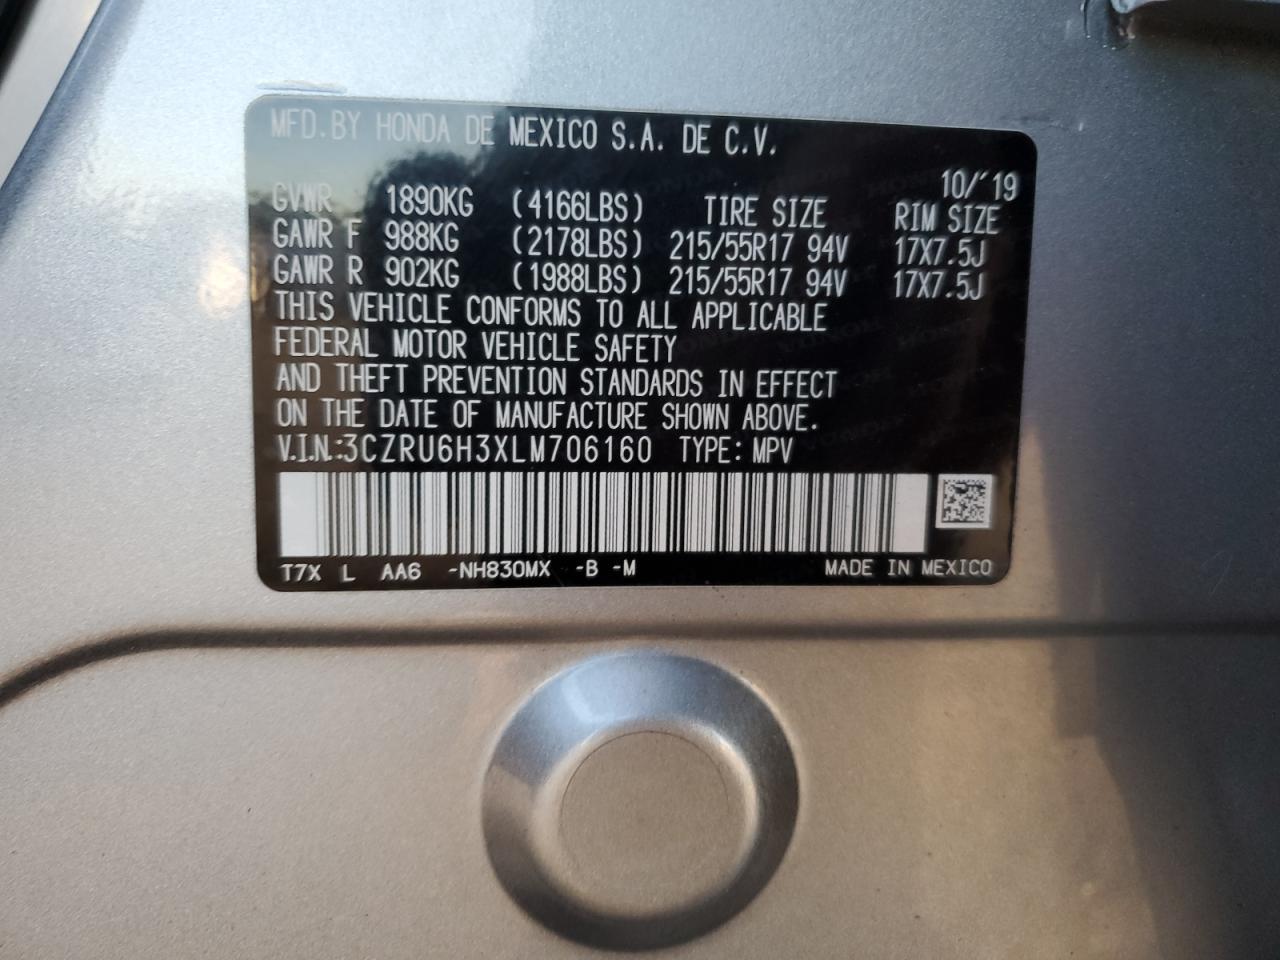 MFD.BY HONDA DE MEXICO S.A. DE C.V.
10/'19
GVWR 1890KG (4166LBS) TIRE SIZE RIM SIZE
GAWR F 988KG (2178LBS) 215/55R17 94V 17X7.5J
GAWR R 902KG (1988LBS) 215/55R17 94V 17X7.5J
THIS VEHICLE CONFORMS TO ALL APPLICABLE
FEDERAL MOTOR VEHICLE SAFETY
AND THEFT PREVENTION STANDARDS IN EFFECT
ON THE DATE OF MANUFACTURE SHOWN ABOVE.
V.I.N.:3CZRU6H3XLM706160 TYPE: MPV
T7X L AA6 -NH830MX -B -M MADE IN MEXICO